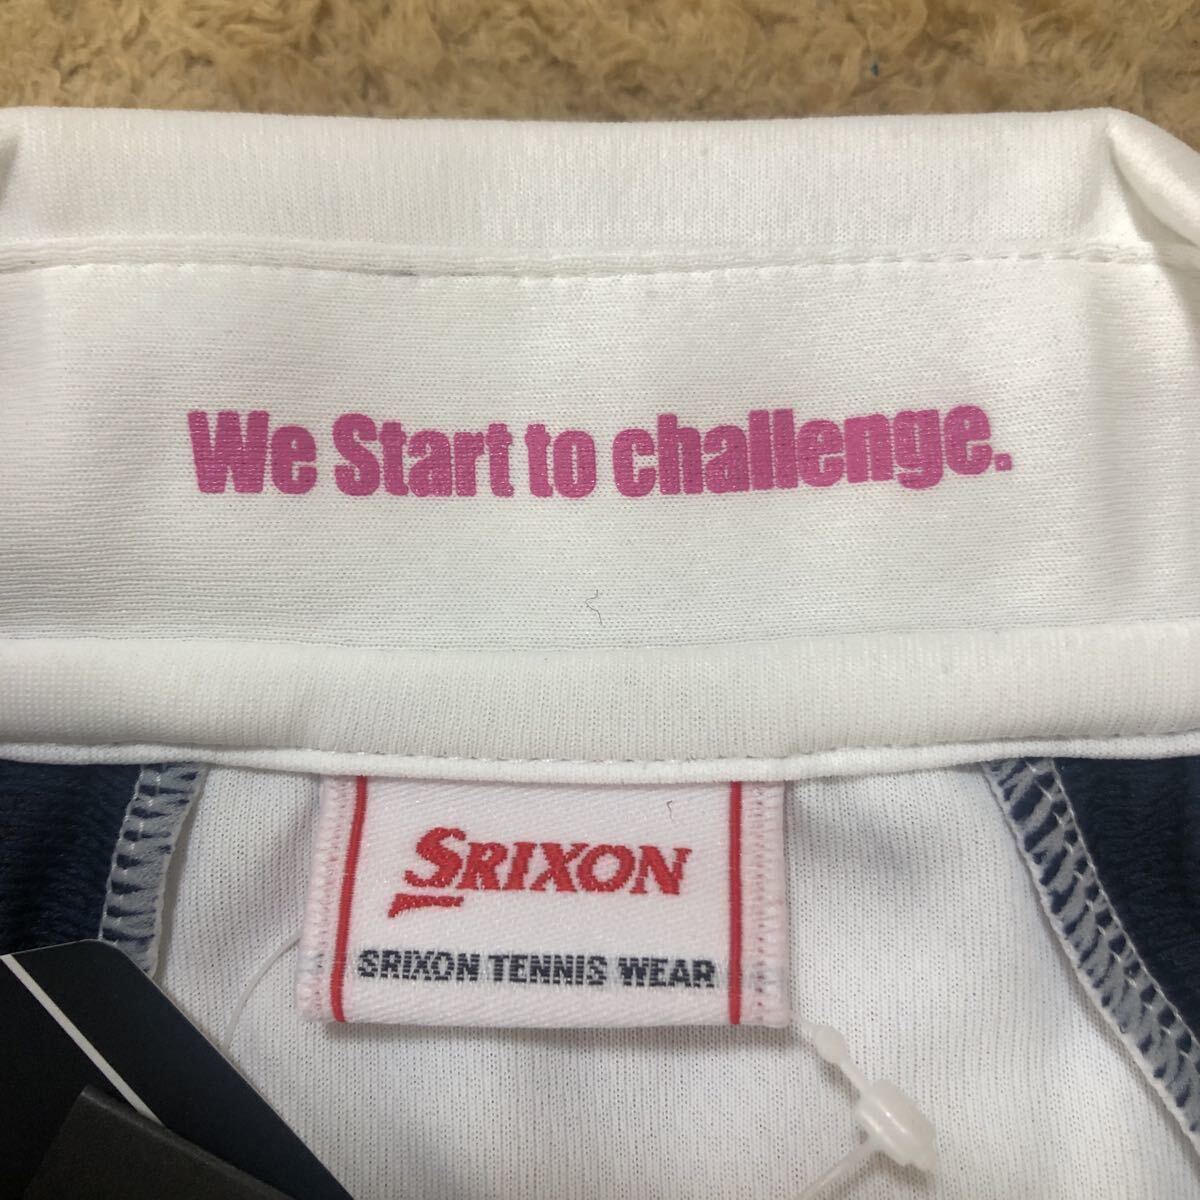 We Start to challenge.
SRIXON
SRIXON TENNIS WEAR